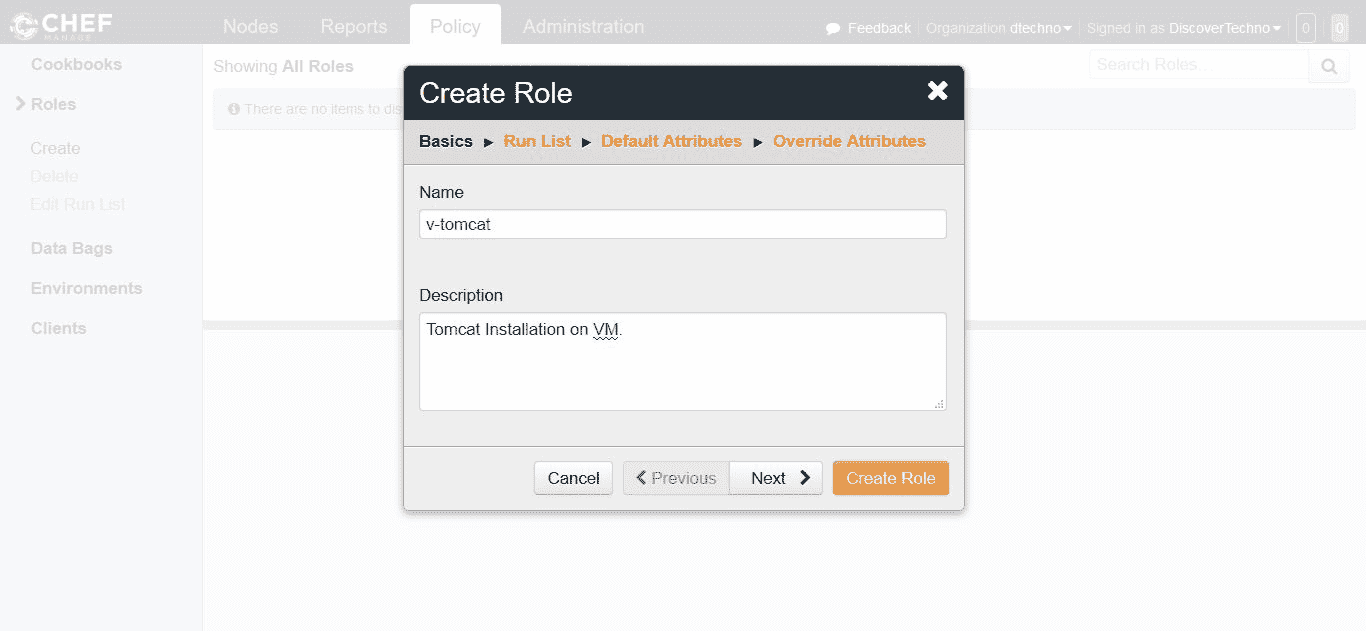 CHEF
MANAGE
Nodes Reports Policy Administration
Feedback Organization dtechno Signed in as DiscoverTechno 0 0
Cookbooks
Roles
Create
Delete
Edit Run List
Data Bags
Environments
Clients
Showing All Roles
Search Roles...
There are no items to dis
Create Role
Basics Run List Default Attributes Override Attributes
Name
v-tomcat
Description
Tomcat Installation on VM.
Cancel Previous Next Create Role